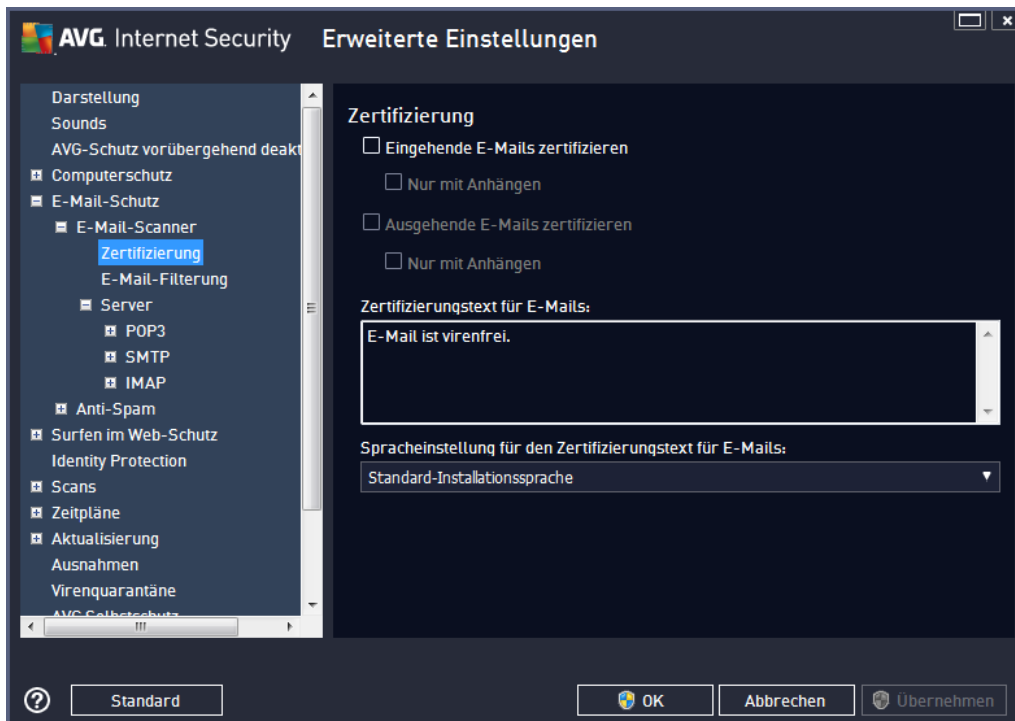 AVG. Internet Security Erweiterte Einstellungen
Darstellung
Sounds
AVG-Schutz vorübergehend deakt
Computerschutz
E-Mail-Schutz
E-Mail-Scanner
Zertifizierung
E-Mail-Filterung
Server
POP3
SMTP
IMAP
Anti-Spam
Surfen im Web-Schutz
Identity Protection
Scans
Zeitpläne
Aktualisierung
Ausnahmen
Virenquarantäne
AVG Selbstschutz
Zertifizierung
Eingehende E-Mails zertifizieren
Nur mit Anhängen
Ausgehende E-Mails zertifizieren
Nur mit Anhängen
Zertifizierungstext für E-Mails:
E-Mail ist virenfrei.
Spracheinstellung für den Zertifizierungstext für E-Mails:
Standard-Installationssprache
? Standard OK Abbrechen Übernehmen